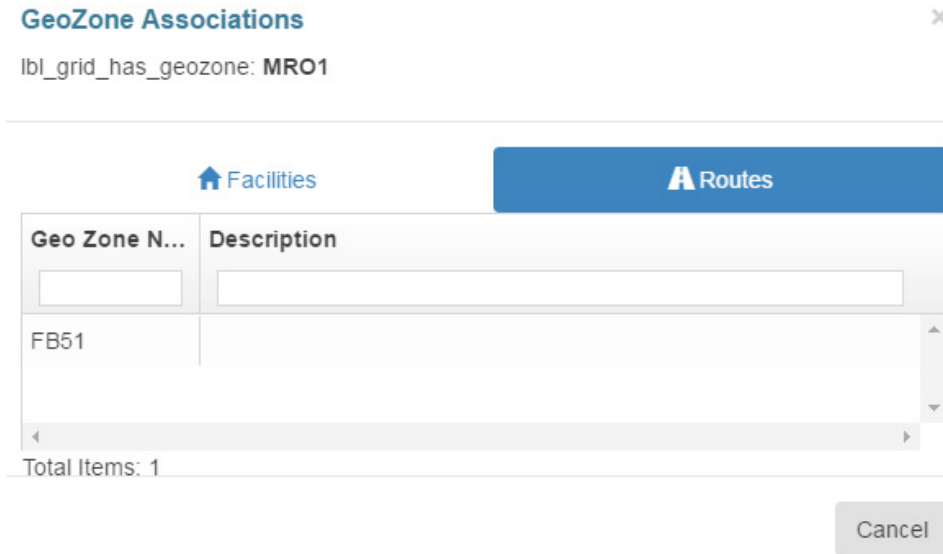 GeoZone Associations
lbl_grid_has_geozone: MRO1
Facilities
Routes
Geo Zone N... Description
FB51
Total Items: 1
Cancel